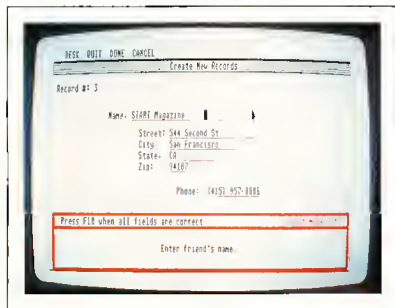 DESK QUIT DONE CANCEL
Create New Records
Record #: 3
Name: START Magazine
Street: 544 Second St
City: San Francisco
State: CA
Zip: 94107
Phone: (415) 957-8886
Press F10 when all fields are correct
Enter friend's name.